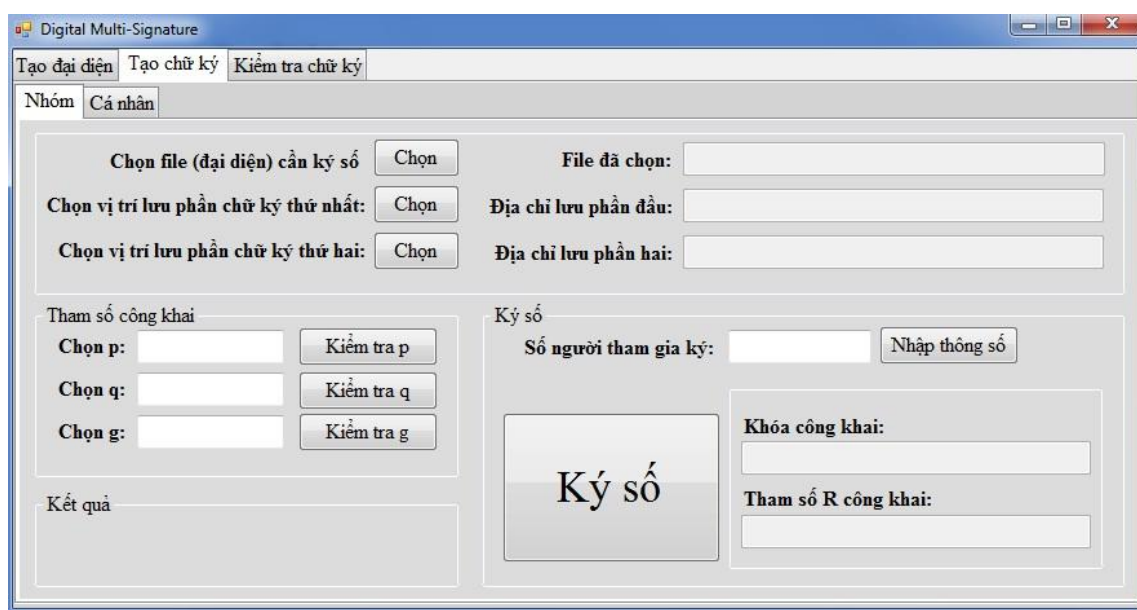 Digital Multi-Signature
Tạo đại diện Tạo chữ ký Kiểm tra chữ ký
Nhóm Cá nhân
Chọn file (đại diện) cần ký số Chọn File đã chọn:
Chọn vị trí lưu phần chữ ký thứ nhất: Chọn Địa chỉ lưu phần đầu:
Chọn vị trí lưu phần chữ ký thứ hai: Chọn Địa chỉ lưu phần hai:
Tham số công khai Ký số
Chọn p: Kiểm tra p Số người tham gia ký: Nhập thông số
Chọn q: Kiểm tra q
Chọn g: Kiểm tra g Khóa công khai:
Ký số
Kết quả Tham số R công khai: